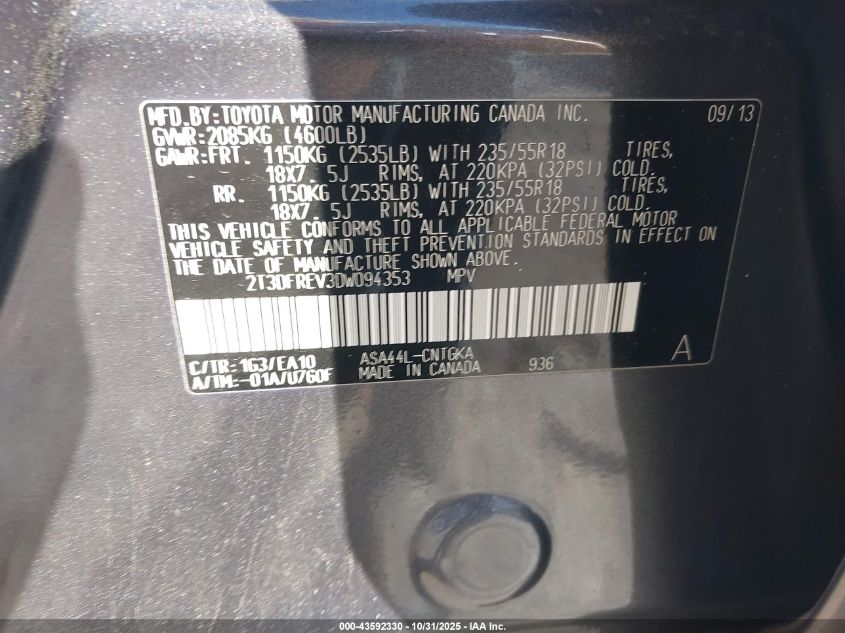 MFD.BY:TOYOTA MOTOR MANUFACTURING CANADA INC. 09/13
GVWR:2085KG (4600LB)
GAWR:FRT. 1150KG (2535LB) WITH 235/55R18 TIRES,
18X7. 5J RIMS, AT 220KPA (32PSI) COLD.
RR. 1150KG (2535LB) WITH 235/55R18 TIRES,
18X7. 5J RIMS, AT 220KPA (32PSI) COLD.
THIS VEHICLE CONFORMS TO ALL APPLICABLE FEDERAL MOTOR
VEHICLE SAFETY AND THEFT PREVENTION STANDARDS IN EFFECT ON
THE DATE OF MANUFACTURE SHOWN ABOVE.
2T3DFREV3DW094353 MPV
C/TR:1G3/EA10 ASA44L-CNTGKA A
A/TM:-01A/U760F MADE IN CANADA 936
000-43592330 - 10/31/2025 - IAA Inc.